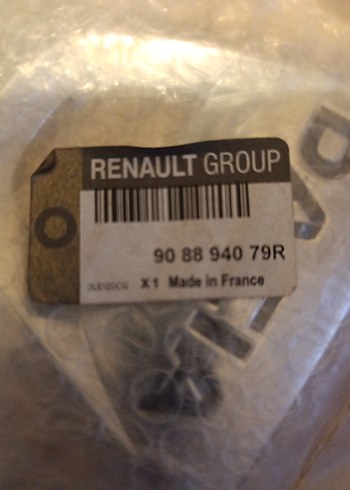 RENAULT GROUP
90 88 940 79R
X1 Made in France